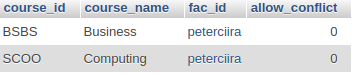 course_id course_name fac_id allow_conflict
BSBS Business peterciira 0
SCOO Computing peterciira 0